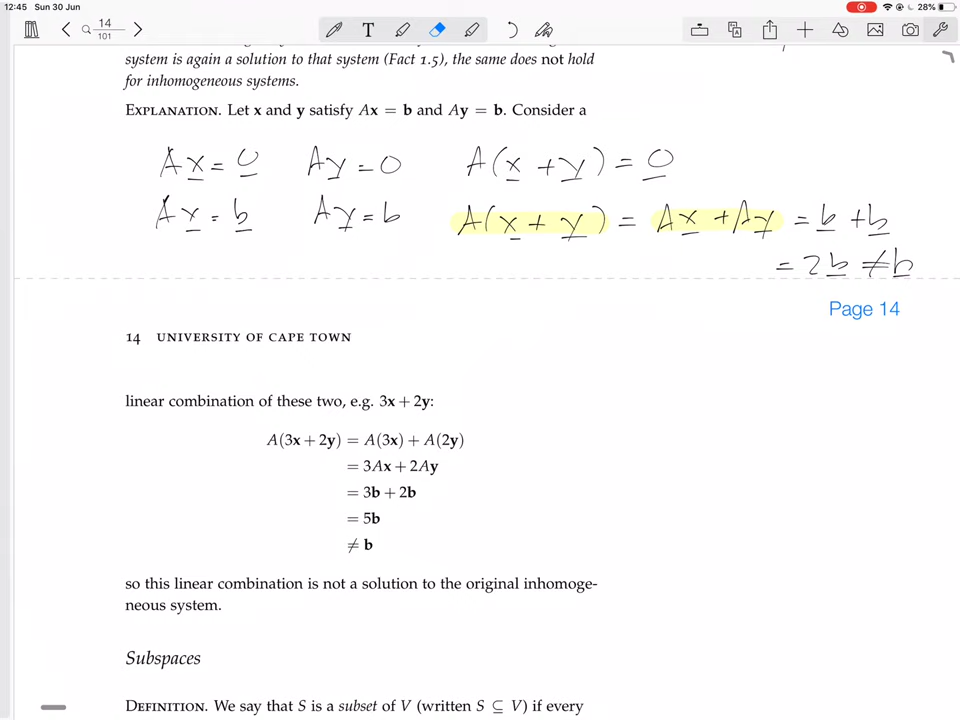 12:45 Sun 30 Jun 28%
14
101
system is again a solution to that system (Fact 1.5), the same does not hold
for inhomogeneous systems.
EXPLANATION. Let x and y satisfy Ax = b and Ay = b. Consider a
Ax = 0 Ay = 0 A(x + y) = 0
Ax = b Ay = b A(x + y) = Ax + Ay = b + b
= 2b ≠ b
Page 14
14 UNIVERSITY OF CAPE TOWN
linear combination of these two, e.g. 3x + 2y:
A(3x + 2y) = A(3x) + A(2y)
= 3Ax + 2Ay
= 3b + 2b
= 5b
≠ b
so this linear combination is not a solution to the original inhomoge-
neous system.
Subspaces
DEFINITION. We say that S is a subset of V (written S ⊆ V) if every